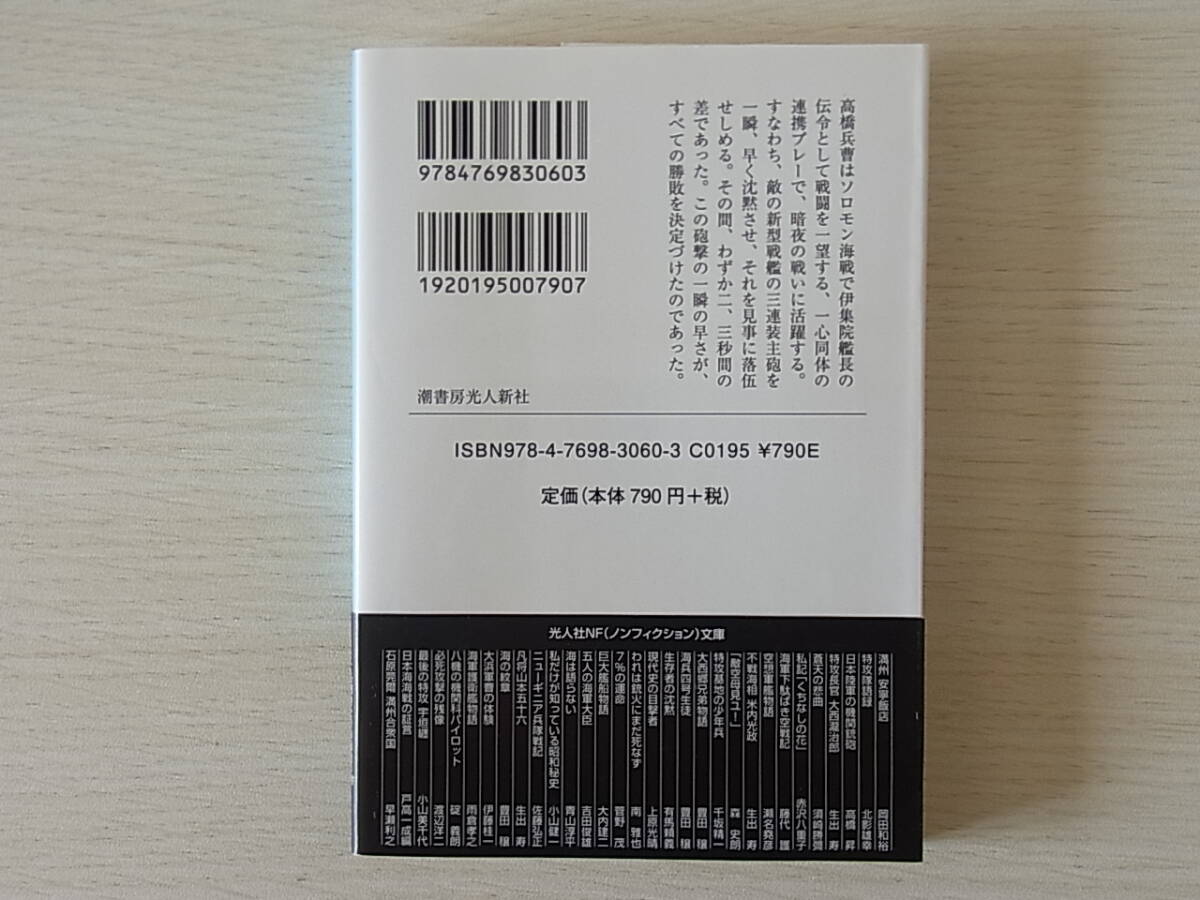 高橋兵曹はソロモン海戦で伊集院艦長の
伝令として戦闘を一望する、一心同体の
連携プレーで、暗夜の戦いに活躍する。
すなわち、敵の新型戦艦の三連装主砲を
一瞬、早く沈黙させ、それを見事に落伍
せしめる。その間、わずか二、三秒間の
差であった。この砲撃の一瞬の早さが、
すべての勝敗を決定づけたのであった。
9784769830603
1920195007907
潮書房光人新社
ISBN978-4-7698-3060-3 C0195 ¥790E
定価(本体790円+税)
光人社NF(ノンフィクション)文庫
満州 安寧飯店 岡田和裕
特攻隊語録 北影雄幸
日本陸軍の機関銃砲 高橋 昇
特攻長官 大西瀧治郎 生出 寿
蒼天の悲曲 須崎勝彌
私記「くちなしの花」 赤沢八重子
海軍下駄ばき空戦記 藤代 護
空想軍艦物語 瀬名堯彦
不戦海相 米内光政 生出 寿
「敵空母見ユ!」 森 史朗
特攻基地の少年兵 千坂精一
大西郷兄弟物語 豊田 穣
海兵四号生徒 豊田 穣
生存者の沈黙 有馬頼義
現代史の目撃者 上原光晴
われは銃火にまだ死なず 南 雅也
7%の運命 菅野 茂
巨大艦船物語 大内建二
五人の海軍大臣 吉田俊雄
海は語らない 青山淳平
私だけが知っている昭和秘史 小山健一
ニューギニア兵隊戦記 佐藤弘正
凡将山本五十六 生出 寿
海の紋章 豊田 穣
大兵軍団の体験 伊藤桂一
海軍護衛艦物語 雨倉孝之
八機の機関科パイロット 碇 義朗
必死攻撃の残像 渡辺洋二
最後の特攻 宇垣纏 小山美千代
日本海海戦の証言 戸髙一成編
石原莞爾 満州合衆国 早瀬利之